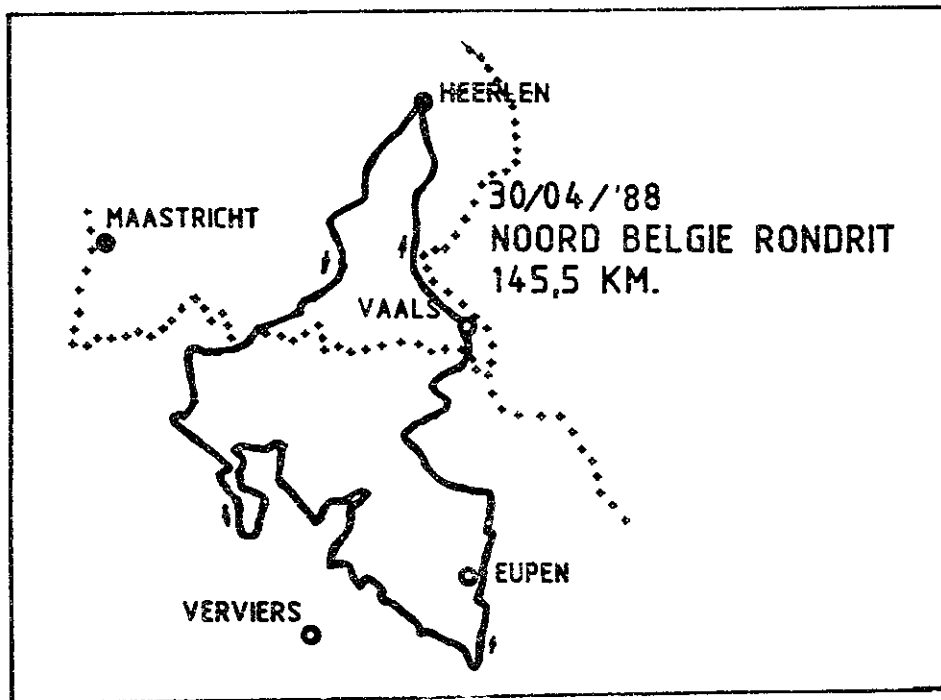 HEERLEN
30/04/'88
MAASTRICHT
NOORD BELGIE RONDRIT
145,5 KM.
VAALS
EUPEN
VERVIERS